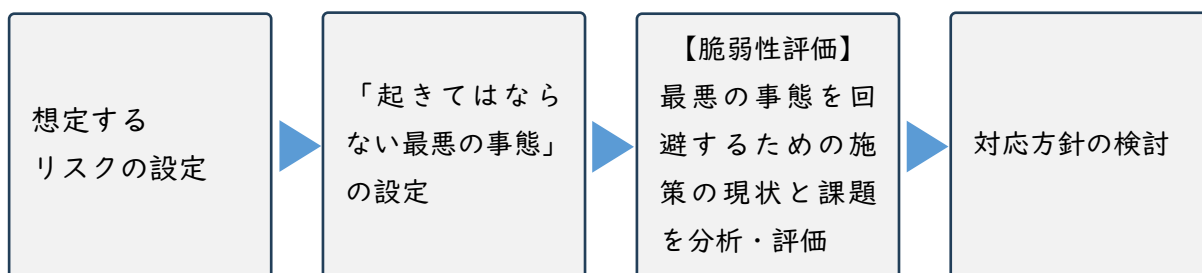 想定する
リスクの設定
「起きてはなら
ない最悪の事態」
の設定
【脆弱性評価】
最悪の事態を回
避するための施
策の現状と課題
を分析・評価
対応方針の検討